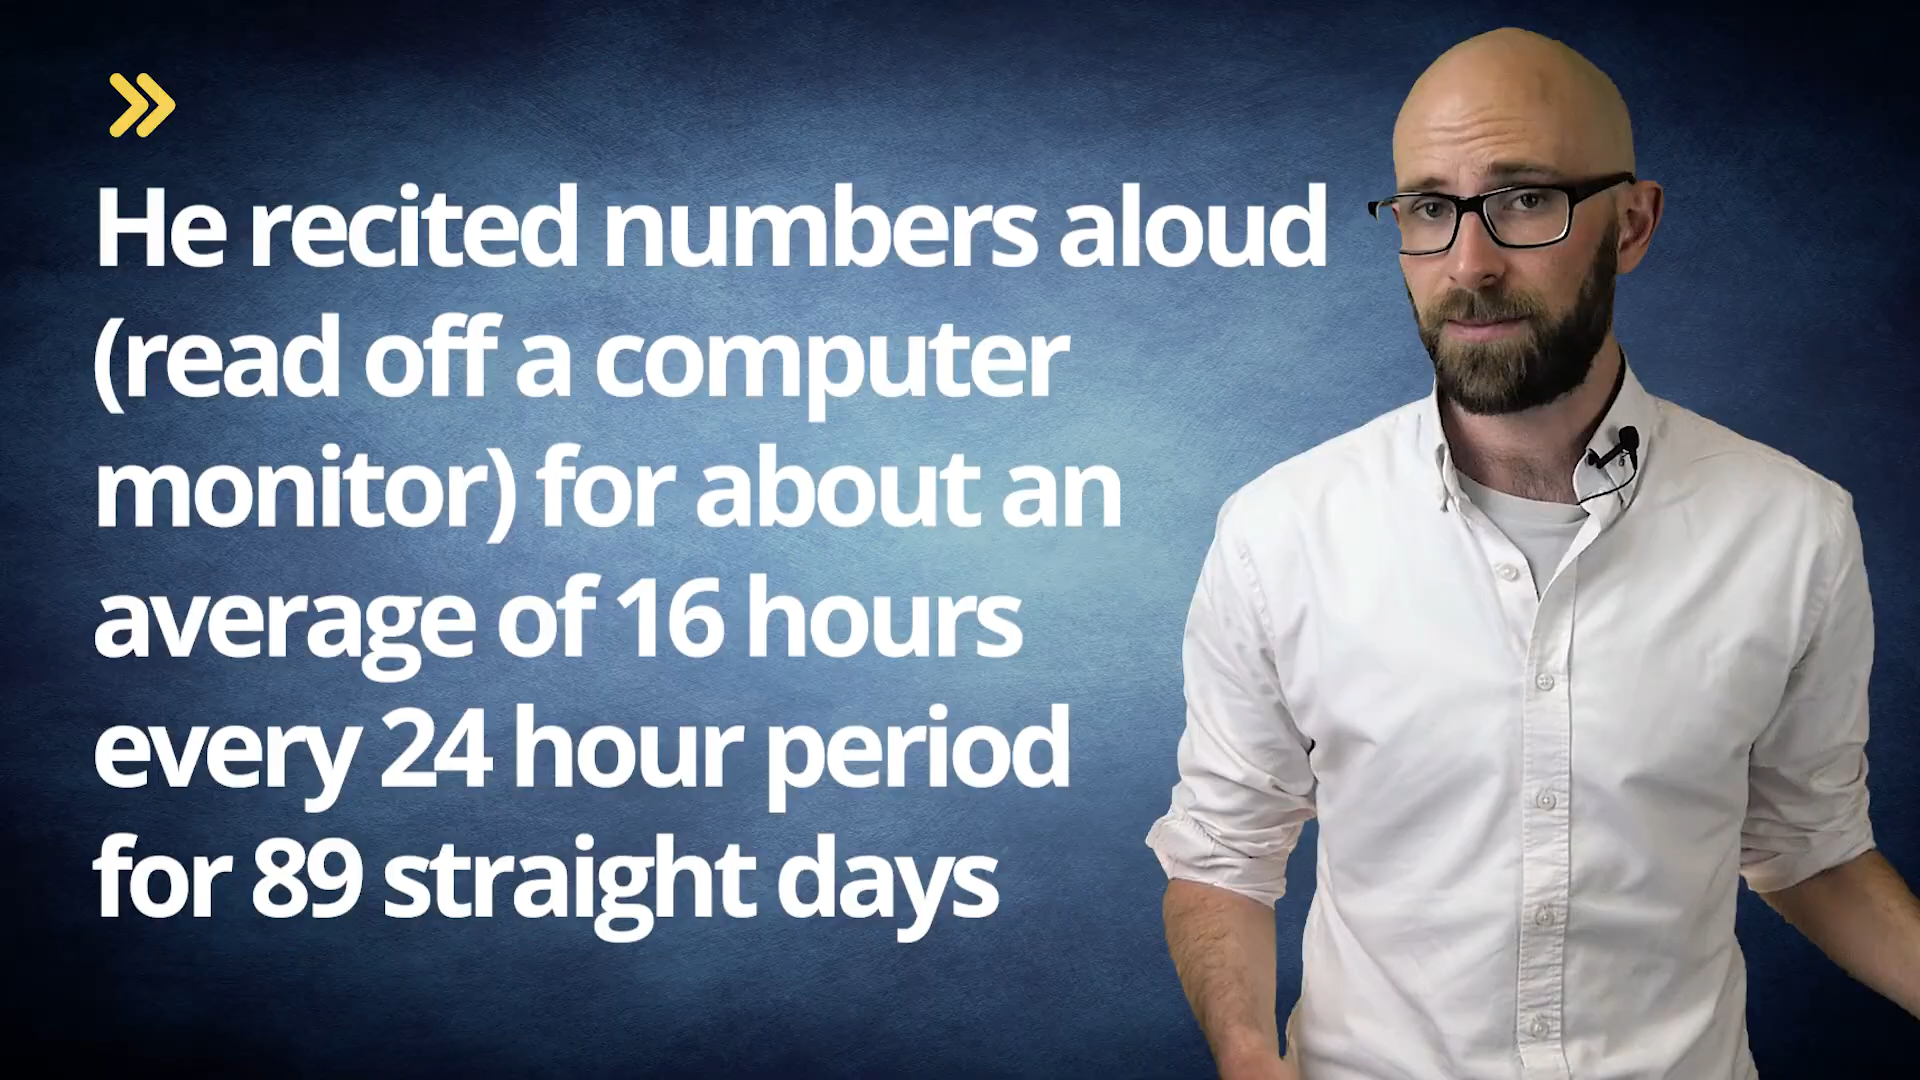 He recited numbers aloud
(read off a computer
monitor) for about an
average of 16 hours
every 24 hour period
for 89 straight days